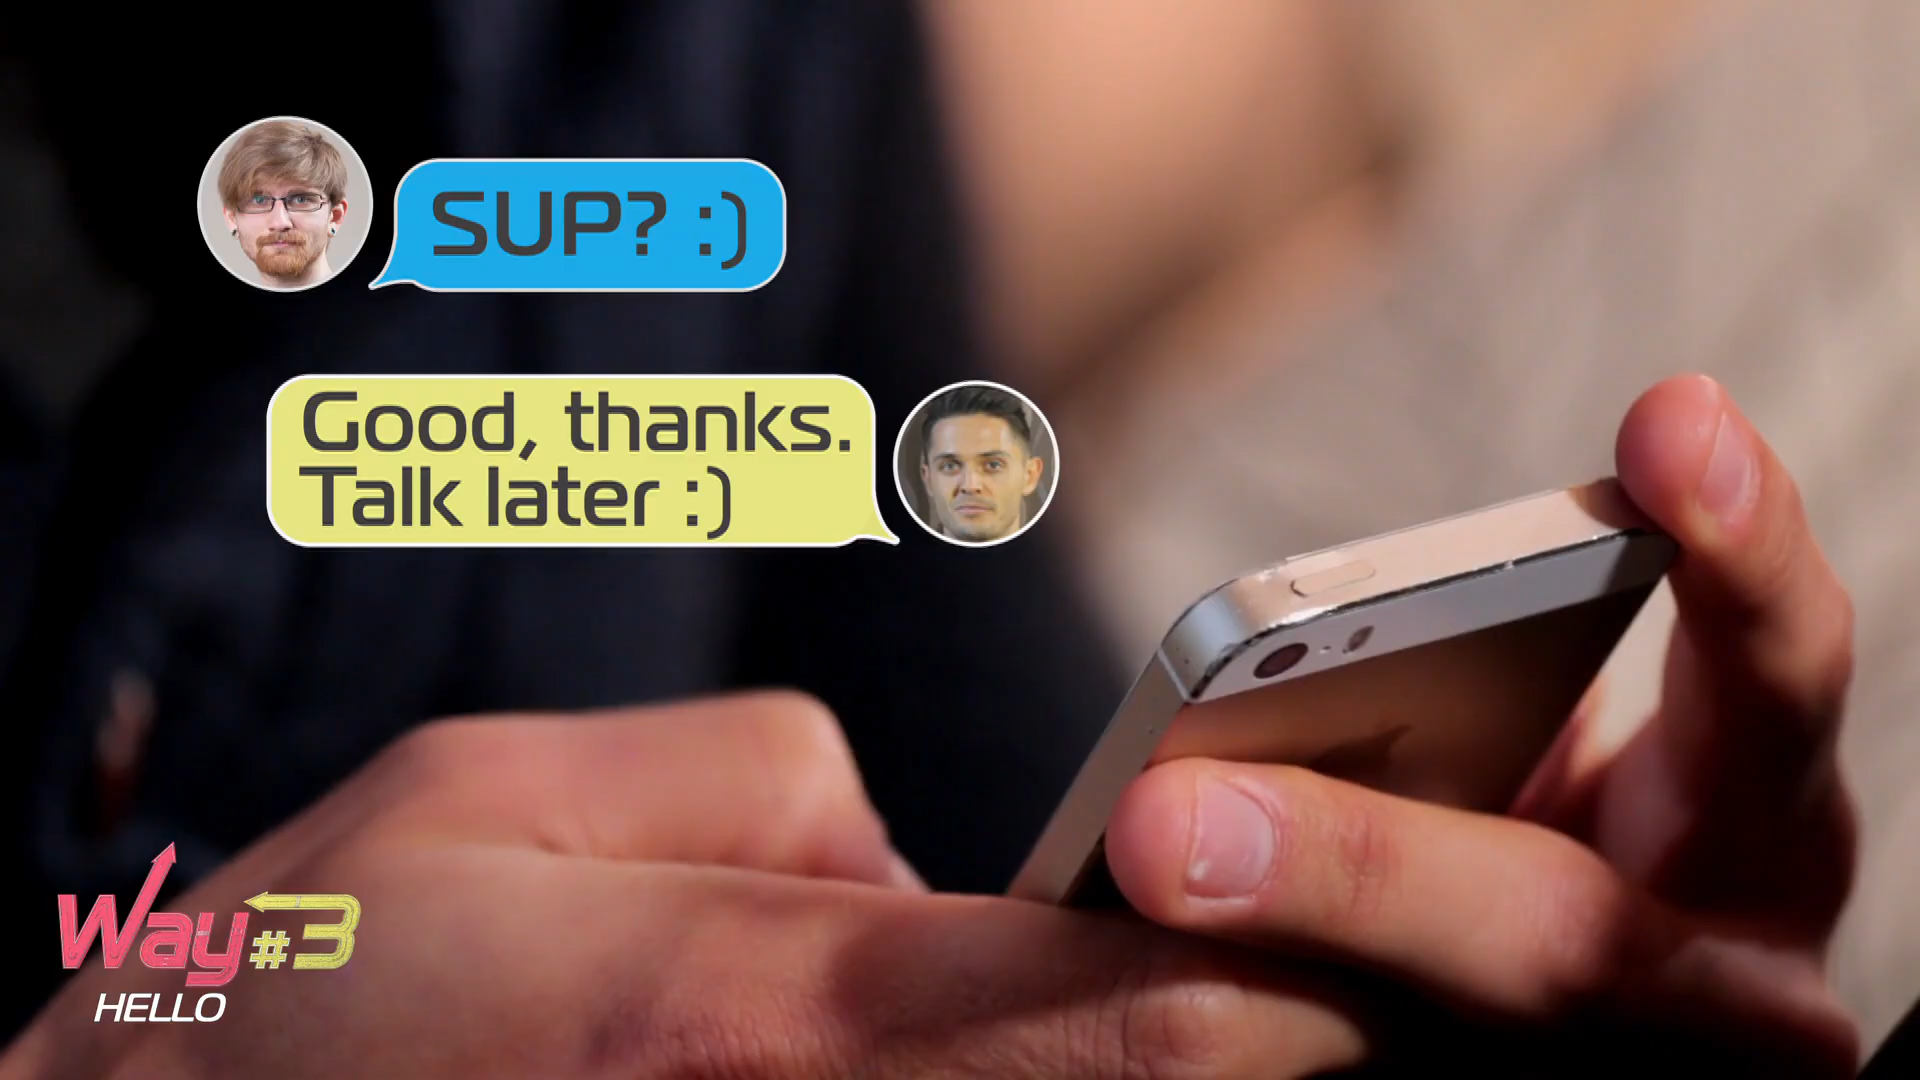 SUP? :)
Good, thanks.
Talk later :)
Way #3
HELLO